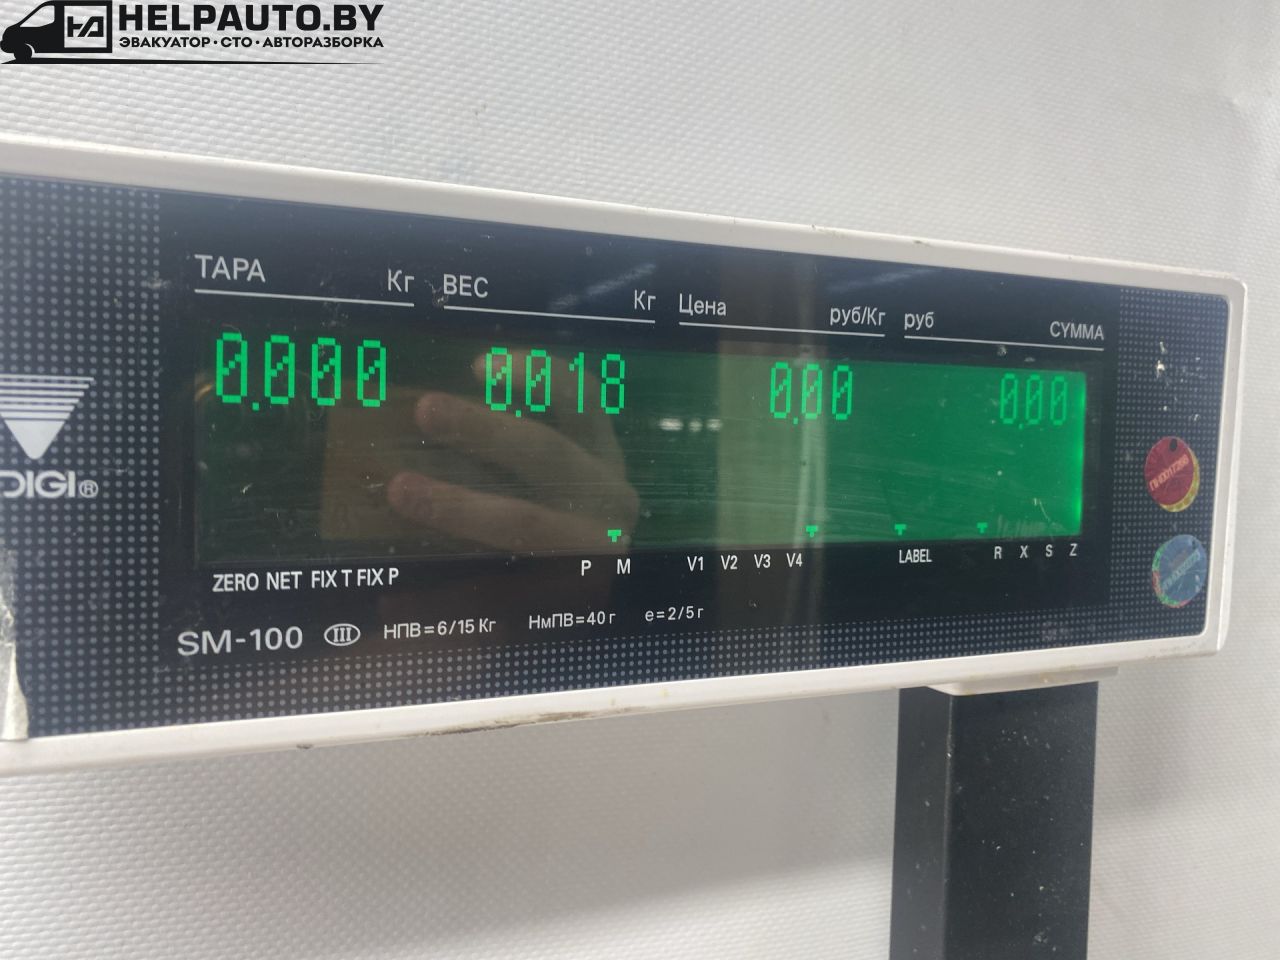 HELPAUTO.BY
ЭВАКУАТОР · СТО · АВТОРАЗБОРКА
ТАРА Кг ВЕС Кг Цена руб/Кг руб СУММА
0.000 0.018 0.00 000
DIGI®
ZERO NET FIX T FIX P P M V1 V2 V3 V4 LABEL R X S Z
SM-100 III НПВ=6/15 Кг НмПВ=40 г е=2/5 г